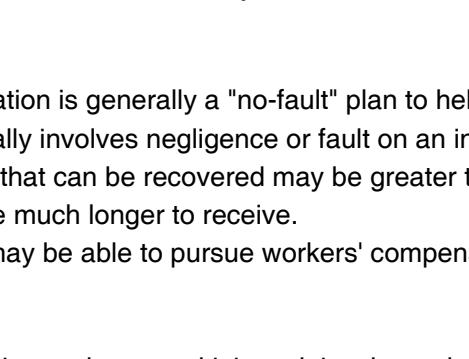 ation is generally a "no-fault" plan to hel
ally involves negligence or fault on an in
that can be recovered may be greater t
e much longer to receive.
may be able to pursue workers' compens